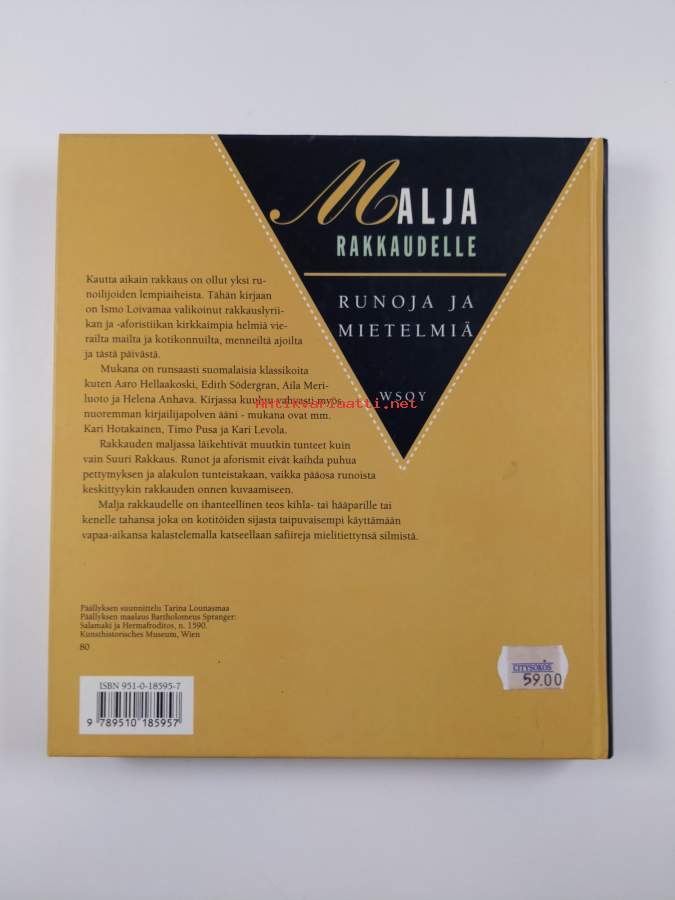 MALJA
RAKKAUDELLE
RUNOJA JA
MIETELMIÄ
WSOY
Kautta aikain rakkaus on ollut yksi ru-
noilijoiden lempiaiheista. Tähän kirjaan
on Ismo Loivamaa valikoinut rakkauslyrii-
kan ja -aforistiikan kirkkaimpia helmiä vie-
railta mailta ja kotikonnuilta, menneiltä ajoilta
ja tästä päivästä.
Mukana on runsaasti suomalaisia klassikoita
kuten Aaro Hellaakoski, Edith Södergran, Aila Meri-
luoto ja Helena Anhava. Kirjassa kuuluu vahvasti myös
nuoremman kirjailijapolven ääni - mukana ovat mm.
Kari Hotakainen, Timo Pusa ja Kari Levola.
Rakkauden maljassa läikehtivät muutkin tunteet kuin
vain Suuri Rakkaus. Runot ja aforismit eivät kaihda puhua
pettymyksen ja alakulon tunteistakaan, vaikka pääosa runoista
keskittyykin rakkauden onnen kuvaamiseen.
Malja rakkaudelle on ihanteellinen teos kihla- tai hääparille tai
kenelle tahansa joka on kotitöiden sijasta taipuvaisempi käyttämään
vapaa-aikansa kalastelemalla katseellaan safiireja mielitiettynsä silmistä.
Antikvariaatti.net
Päällyksen suunnittelu Tarina Lounasmaa
Päällyksen maalaus Bartholomeus Spranger:
Salamaki ja Hermafroditos, n. 1590.
Kunsthistorisches Museum, Wien
80
ISBN 951-0-18595-7
9 789510 185957
CITYSOKOS
59.00